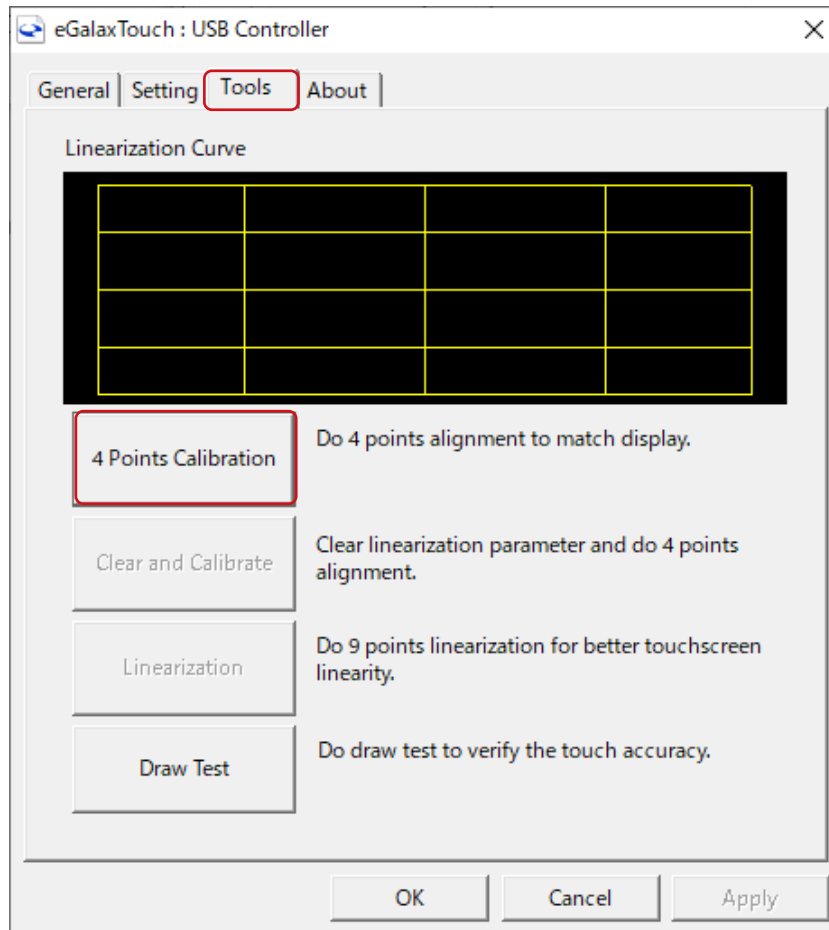 eGalaxTouch : USB Controller
General Setting Tools About
Linearization Curve
4 Points Calibration
Do 4 points alignment to match display.
Clear and Calibrate
Clear linearization parameter and do 4 points
alignment.
Linearization
Do 9 points linearization for better touchscreen
linearity.
Draw Test
Do draw test to verify the touch accuracy.
OK Cancel Apply